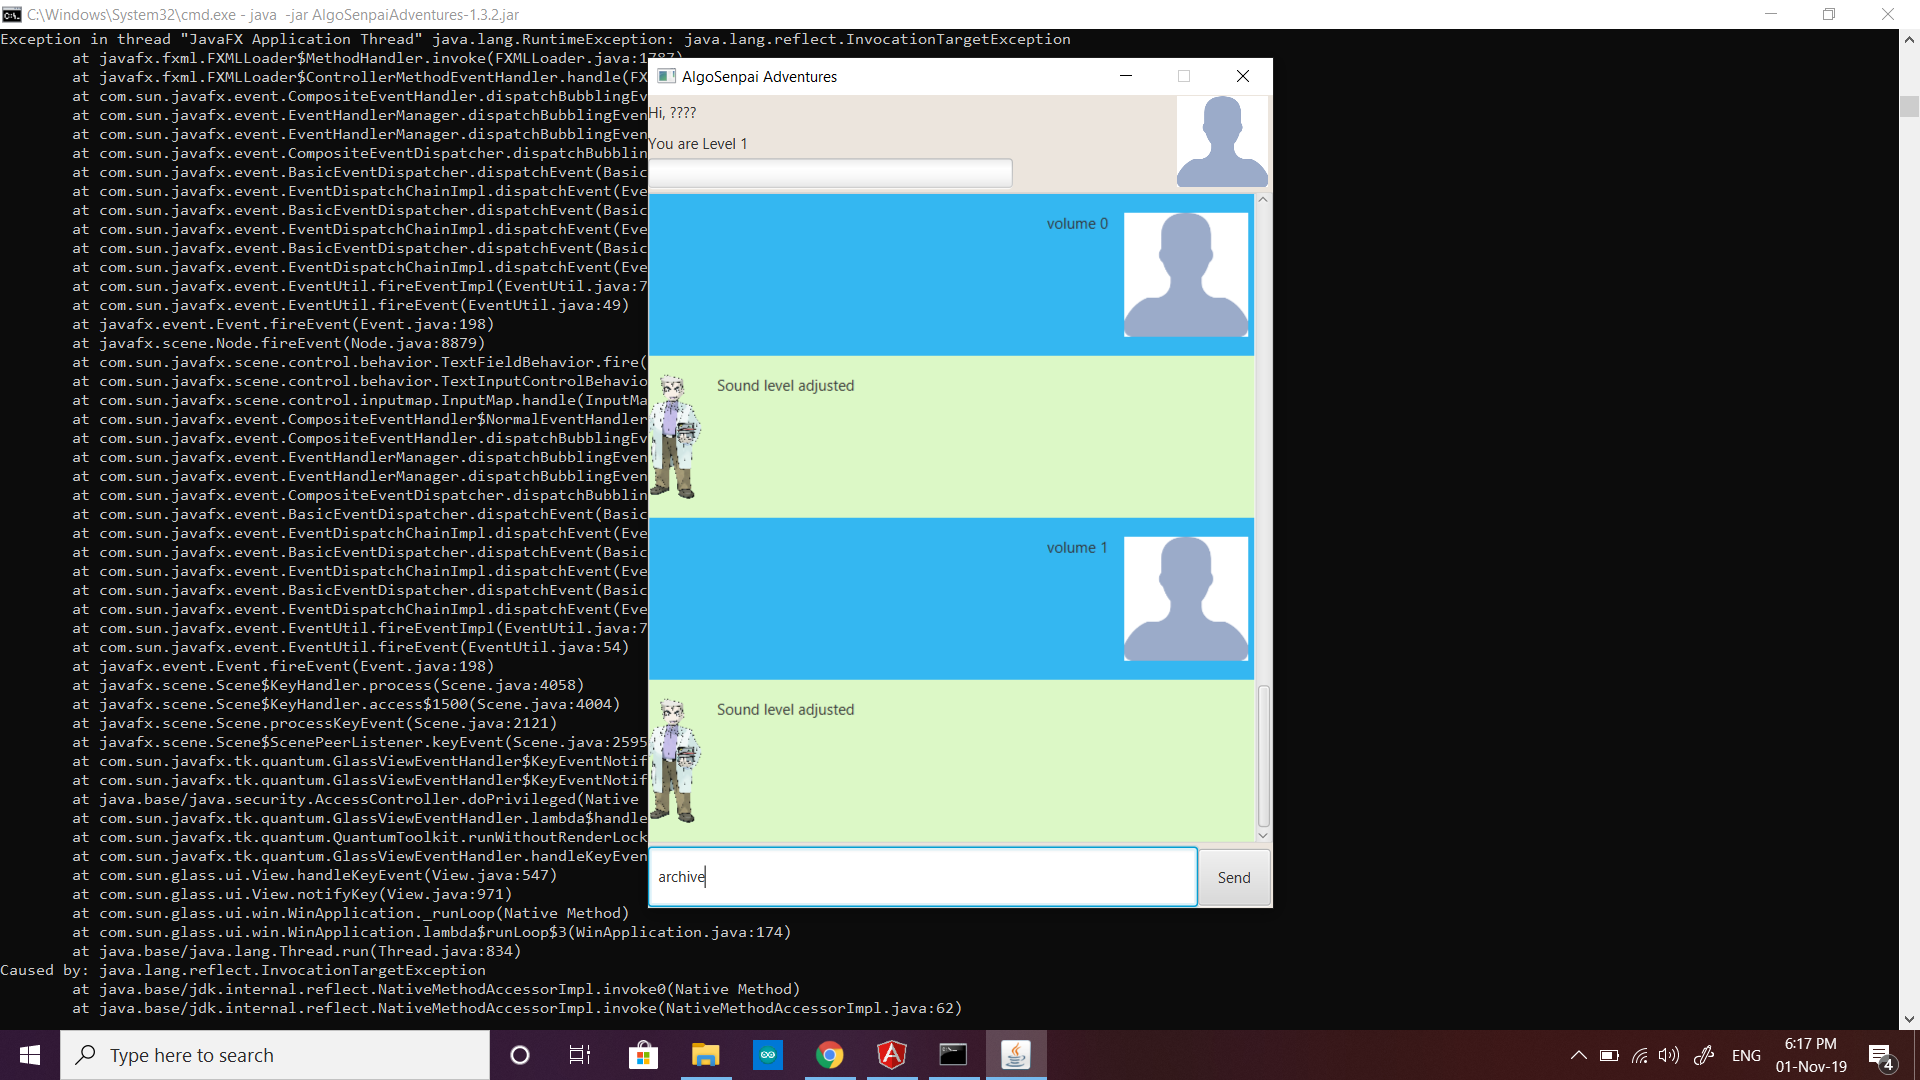 C:\Windows\System32\cmd.exe - java  -jar AlgoSenpaiAdventures-1.3.2.jar
Exception in thread "JavaFX Application Thread" java.lang.RuntimeException: java.lang.reflect.InvocationTargetException
at javafx.fxml.FXMLLoader$MethodHandler.invoke(FXMLLoader.java:1787)
at javafx.fxml.FXMLLoader$ControllerMethodEventHandler.handle(FX
at com.sun.javafx.event.CompositeEventHandler.dispatchBubblingEv
at com.sun.javafx.event.EventHandlerManager.dispatchBubblingEven
at com.sun.javafx.event.EventHandlerManager.dispatchBubblingEven
at com.sun.javafx.event.CompositeEventDispatcher.dispatchBubblin
at com.sun.javafx.event.BasicEventDispatcher.dispatchEvent(Basic
at com.sun.javafx.event.EventDispatchChainImpl.dispatchEvent(Eve
at com.sun.javafx.event.BasicEventDispatcher.dispatchEvent(Basic
at com.sun.javafx.event.EventDispatchChainImpl.dispatchEvent(Eve
at com.sun.javafx.event.BasicEventDispatcher.dispatchEvent(Basic
at com.sun.javafx.event.EventDispatchChainImpl.dispatchEvent(Eve
at com.sun.javafx.event.EventUtil.fireEventImpl(EventUtil.java:7
at com.sun.javafx.event.EventUtil.fireEvent(EventUtil.java:49)
at javafx.event.Event.fireEvent(Event.java:198)
at javafx.scene.Node.fireEvent(Node.java:8879)
at com.sun.javafx.scene.control.behavior.TextFieldBehavior.fire(
at com.sun.javafx.scene.control.behavior.TextInputControlBehavio
at com.sun.javafx.scene.control.inputmap.InputMap.handle(InputMa
at com.sun.javafx.event.CompositeEventHandler$NormalEventHandler
at com.sun.javafx.event.CompositeEventHandler.dispatchBubblingEv
at com.sun.javafx.event.EventHandlerManager.dispatchBubblingEven
at com.sun.javafx.event.EventHandlerManager.dispatchBubblingEven
at com.sun.javafx.event.CompositeEventDispatcher.dispatchBubblin
at com.sun.javafx.event.BasicEventDispatcher.dispatchEvent(Basic
at com.sun.javafx.event.EventDispatchChainImpl.dispatchEvent(Eve
at com.sun.javafx.event.BasicEventDispatcher.dispatchEvent(Basic
at com.sun.javafx.event.EventDispatchChainImpl.dispatchEvent(Eve
at com.sun.javafx.event.BasicEventDispatcher.dispatchEvent(Basic
at com.sun.javafx.event.EventDispatchChainImpl.dispatchEvent(Eve
at com.sun.javafx.event.EventUtil.fireEventImpl(EventUtil.java:7
at com.sun.javafx.event.EventUtil.fireEvent(EventUtil.java:54)
at javafx.event.Event.fireEvent(Event.java:198)
at javafx.scene.Scene$KeyHandler.process(Scene.java:4058)
at javafx.scene.Scene$KeyHandler.access$1500(Scene.java:4004)
at javafx.scene.Scene.processKeyEvent(Scene.java:2121)
at javafx.scene.Scene$ScenePeerListener.keyEvent(Scene.java:2595
at com.sun.javafx.tk.quantum.GlassViewEventHandler$KeyEventNotif
at com.sun.javafx.tk.quantum.GlassViewEventHandler$KeyEventNotif
at java.base/java.security.AccessController.doPrivileged(Native
at com.sun.javafx.tk.quantum.GlassViewEventHandler.lambda$handle
at com.sun.javafx.tk.quantum.QuantumToolkit.runWithoutRenderLock
at com.sun.javafx.tk.quantum.GlassViewEventHandler.handleKeyEven
at com.sun.glass.ui.View.handleKeyEvent(View.java:547)
at com.sun.glass.ui.View.notifyKey(View.java:971)
at com.sun.glass.ui.win.WinApplication._runLoop(Native Method)
at com.sun.glass.ui.win.WinApplication.lambda$runLoop$3(WinApplication.java:174)
at java.base/java.lang.Thread.run(Thread.java:834)
Caused by: java.lang.reflect.InvocationTargetException
at java.base/jdk.internal.reflect.NativeMethodAccessorImpl.invoke0(Native Method)
at java.base/jdk.internal.reflect.NativeMethodAccessorImpl.invoke(NativeMethodAccessorImpl.java:62)
AlgoSenpai Adventures
Hi, ????
You are Level 1
volume 0
Sound level adjusted
volume 1
Sound level adjusted
archive
Send
Type here to search
ENG
6:17 PM
01-Nov-19
4